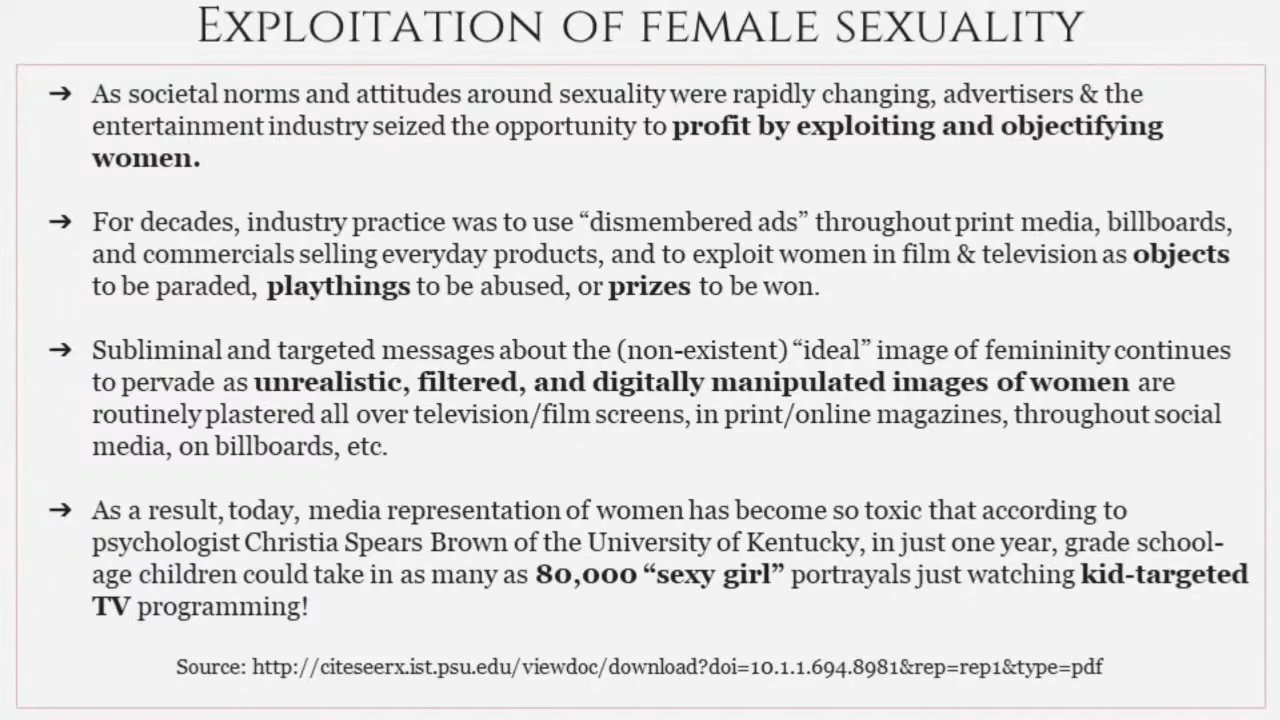 EXPLOITATION OF FEMALE SEXUALITY
➔ As societal norms and attitudes around sexuality were rapidly changing, advertisers & the
entertainment industry seized the opportunity to profit by exploiting and objectifying
women.
➔ For decades, industry practice was to use “dismembered ads” throughout print media, billboards,
and commercials selling everyday products, and to exploit women in film & television as objects
to be paraded, playthings to be abused, or prizes to be won.
➔ Subliminal and targeted messages about the (non-existent) “ideal” image of femininity continues
to pervade as unrealistic, filtered, and digitally manipulated images of women are
routinely plastered all over television/film screens, in print/online magazines, throughout social
media, on billboards, etc.
➔ As a result, today, media representation of women has become so toxic that according to
psychologist Christia Spears Brown of the University of Kentucky, in just one year, grade school-
age children could take in as many as 80,000 “sexy girl” portrayals just watching kid-targeted
TV programming!
Source: http://citeseerx.ist.psu.edu/viewdoc/download?doi=10.1.1.694.8981&rep=rep1&type=pdf